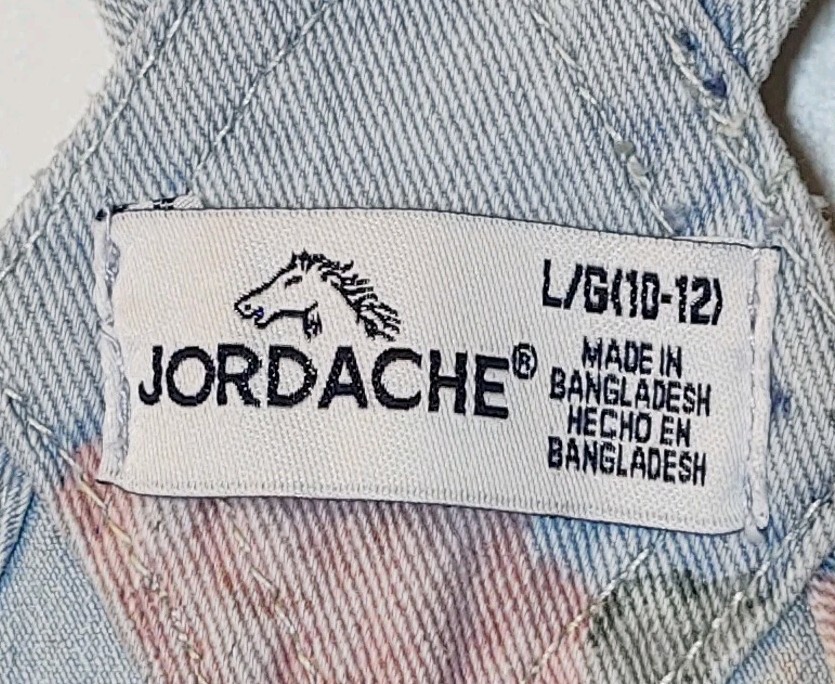 JORDACHE®
L/G(10-12)
MADE IN
BANGLADESH
HECHO EN
BANGLADESH